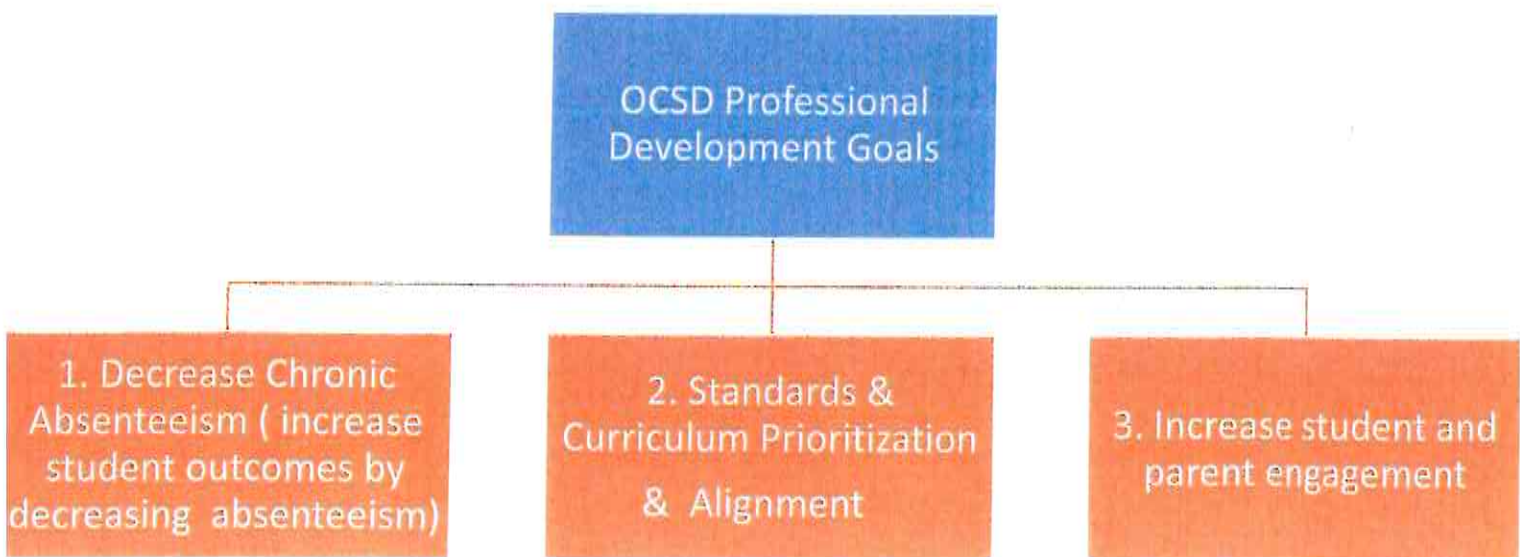 OCSD Professional
Development Goals
1. Decrease Chronic
Absenteeism ( increase
student outcomes by
decreasing absenteeism)
2. Standards &
Curriculum Prioritization
& Alignment
3. Increase student and
parent engagement